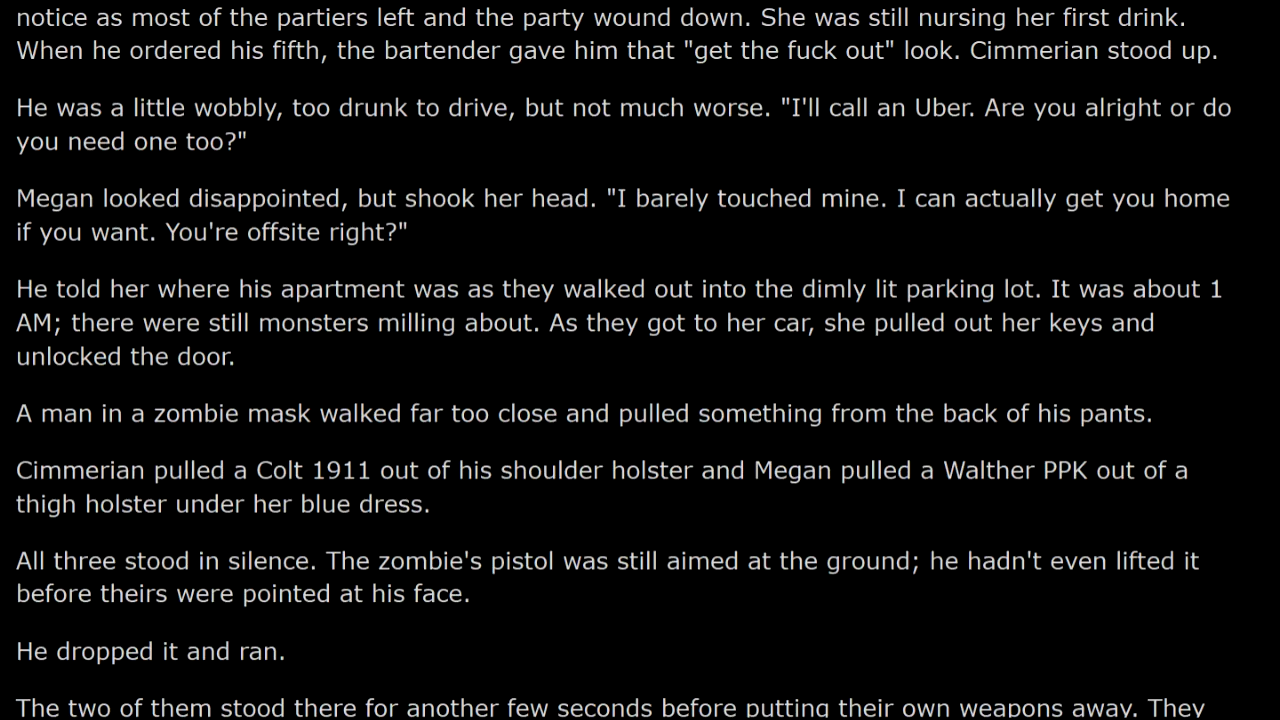 notice as most of the partiers left and the party wound down. She was still nursing her first drink.
When he ordered his fifth, the bartender gave him that "get the fuck out" look. Cimmerian stood up.
He was a little wobbly, too drunk to drive, but not much worse. "I'll call an Uber. Are you alright or do
you need one too?"
Megan looked disappointed, but shook her head. "I barely touched mine. I can actually get you home
if you want. You're offsite right?"
He told her where his apartment was as they walked out into the dimly lit parking lot. It was about 1
AM; there were still monsters milling about. As they got to her car, she pulled out her keys and
unlocked the door.
A man in a zombie mask walked far too close and pulled something from the back of his pants.
Cimmerian pulled a Colt 1911 out of his shoulder holster and Megan pulled a Walther PPK out of a
thigh holster under her blue dress.
All three stood in silence. The zombie's pistol was still aimed at the ground; he hadn't even lifted it
before theirs were pointed at his face.
He dropped it and ran.
The two of them stood there for another few seconds before putting their own weapons away. They